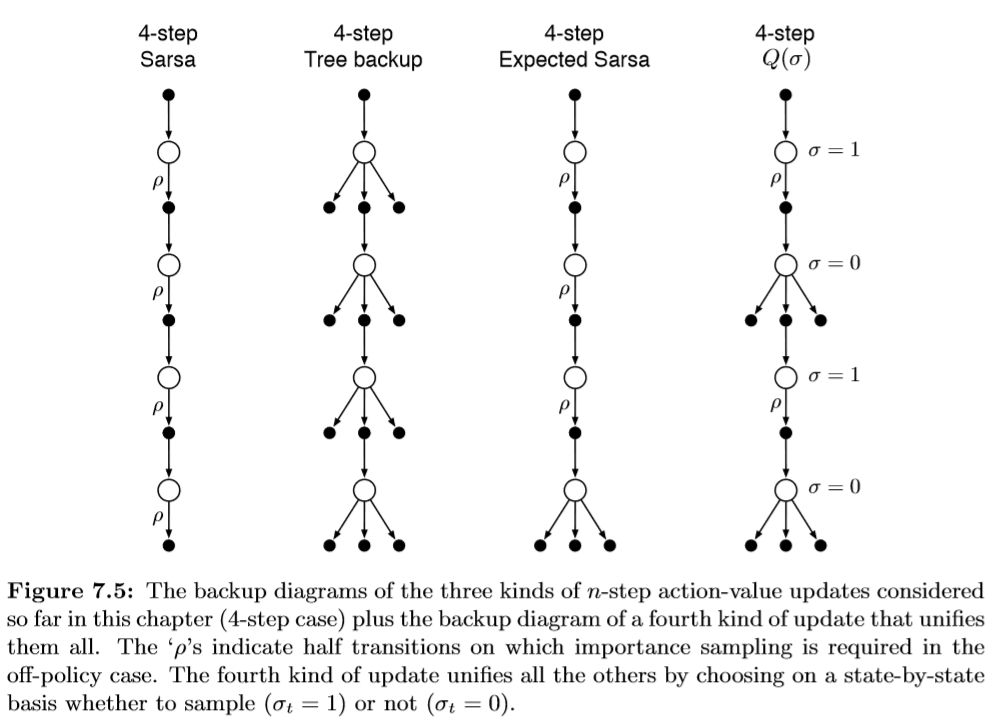 4-step
Sarsa
4-step
Tree backup
4-step
Expected Sarsa
4-step
Q(σ)
σ = 1
ρ
ρ
ρ
σ = 0
ρ
ρ
σ = 1
ρ
ρ
ρ
σ = 0
ρ
Figure 7.5: The backup diagrams of the three kinds of n-step action-value updates considered
so far in this chapter (4-step case) plus the backup diagram of a fourth kind of update that unifies
them all. The ‘ρ’s indicate half transitions on which importance sampling is required in the
off-policy case. The fourth kind of update unifies all the others by choosing on a state-by-state
basis whether to sample (σt = 1) or not (σt = 0).